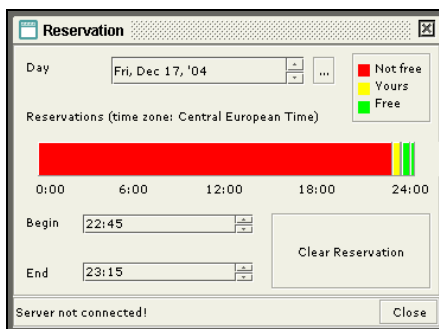 Reservation
Day
Fri, Dec 17, '04
...
Not free
Yours
Free
Reservations (time zone: Central European Time)
0:00 6:00 12:00 18:00 24:00
Begin
22:45
End
23:15
Clear Reservation
Server not connected!
Close